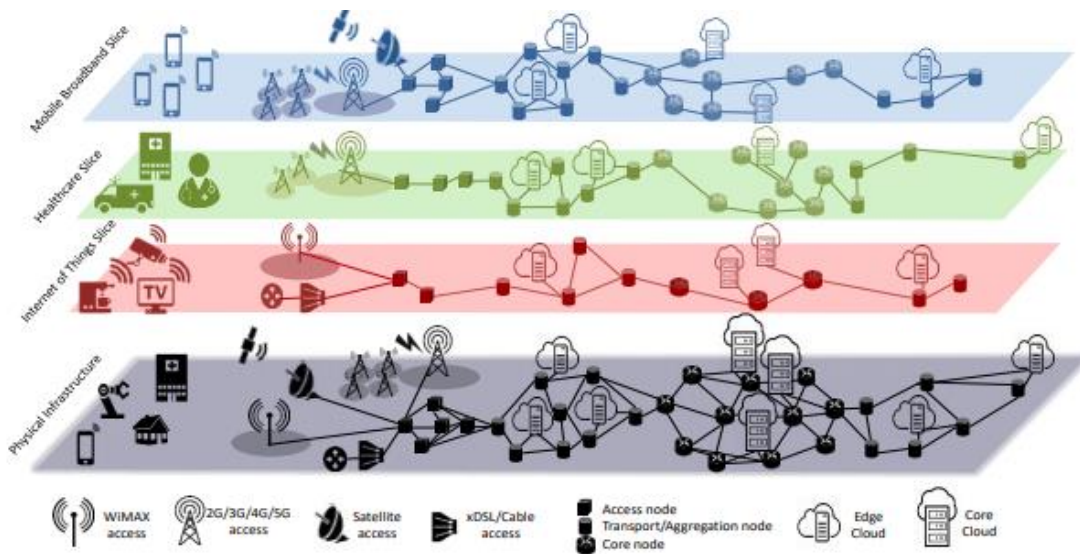 Mobile Broadband Slice
Healthcare Slice
Internet of Things Slice
TV
Physical Infrastructure
WiMAX
access
2G/3G/4G/5G
access
Satellite
access
xDSL/Cable
access
Access node
Transport/Aggregation node
Core node
Edge
Cloud
Core
Cloud